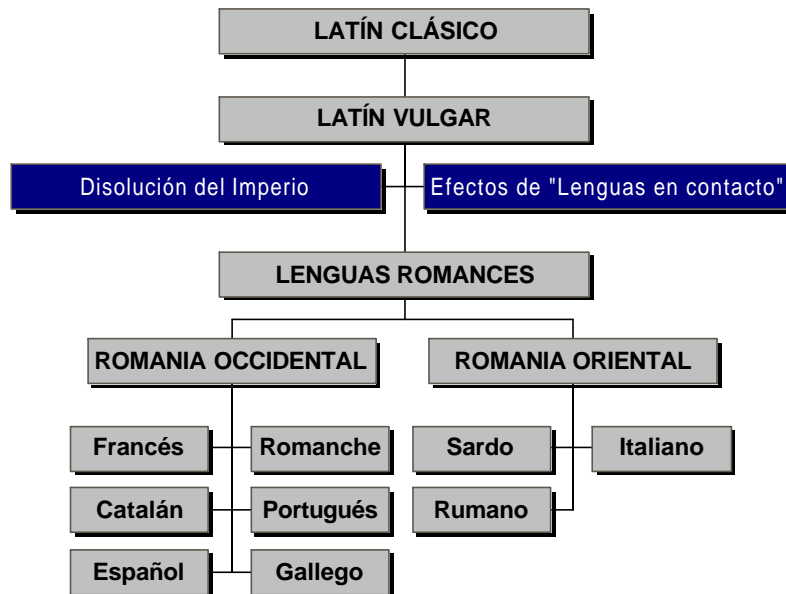 LATÍN CLÁSICO
LATÍN VULGAR
Disolución del Imperio
Efectos de "Lenguas en contacto"
LENGUAS ROMANCES
ROMANIA OCCIDENTAL
ROMANIA ORIENTAL
Francés
Romanche
Sardo
Italiano
Catalán
Portugués
Rumano
Español
Gallego